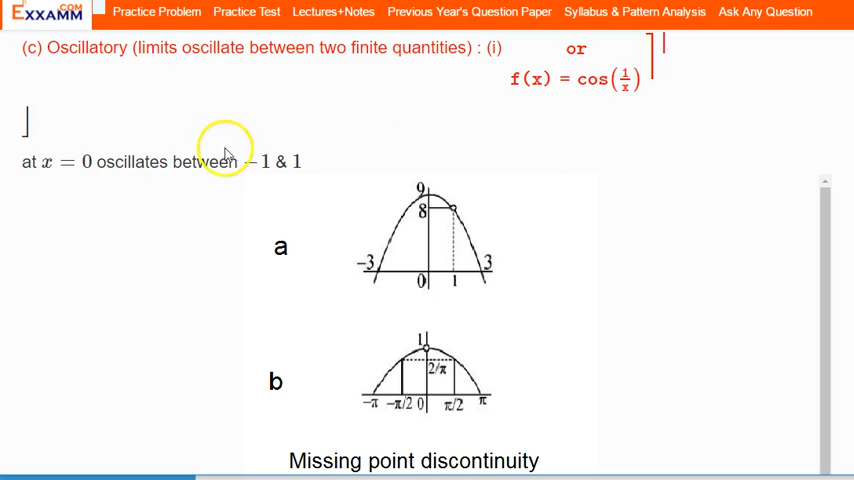 EXXAMM .COM
Practice Problem Practice Test Lectures+Notes Previous Year's Question Paper Syllabus & Pattern Analysis Ask Any Question
(c) Oscillatory (limits oscillate between two finite quantities) : (i)
or
f(x) = cos(1/x)
at x = 0 oscillates between −1 & 1
a
9
8
−3
3
0
1
b
1
2/π
−π −π/2 0 π/2 π
Missing point discontinuity